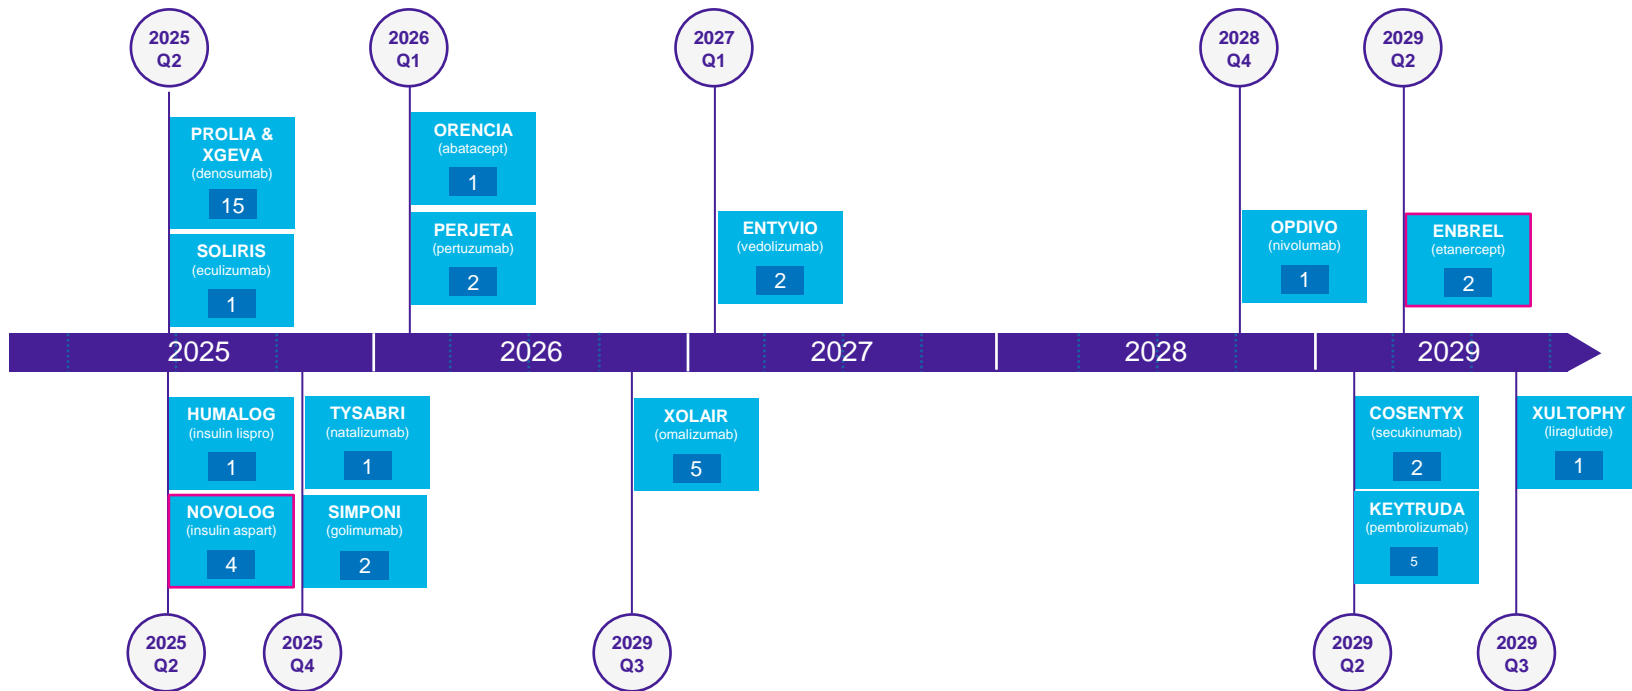 2025
Q2
2026
Q1
2027
Q1
2028
Q4
2029
Q2
PROLIA &
XGEVA
(denosumab)
15
SOLIRIS
(eculizumab)
1
ORENCIA
(abatacept)
1
PERJETA
(pertuzumab)
2
ENTYVIO
(vedolizumab)
2
OPDIVO
(nivolumab)
1
ENBREL
(etanercept)
2
2025
2026
2027
2028
2029
HUMALOG
(insulin lispro)
1
NOVOLOG
(insulin aspart)
4
TYSABRI
(natalizumab)
1
SIMPONI
(golimumab)
2
XOLAIR
(omalizumab)
5
COSENTYX
(secukinumab)
2
KEYTRUDA
(pembrolizumab)
5
XULTOPHY
(liraglutide)
1
2025
Q2
2025
Q4
2029
Q3
2029
Q2
2029
Q3